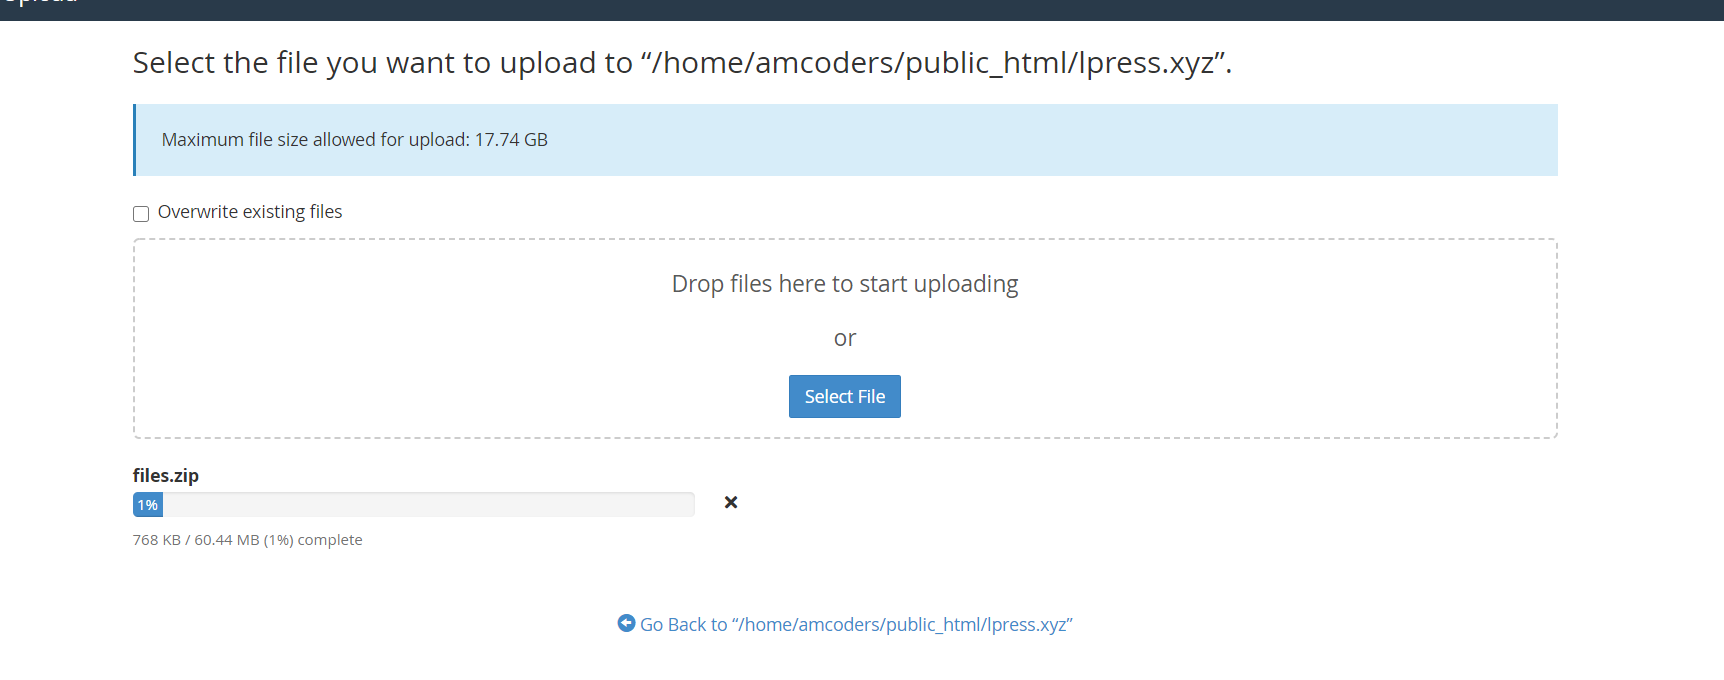 Select the file you want to upload to “/home/amcoders/public_html/lpress.xyz”.
Maximum file size allowed for upload: 17.74 GB
Overwrite existing files
Drop files here to start uploading
or
Select File
files.zip
1%
768 KB / 60.44 MB (1%) complete
Go Back to “/home/amcoders/public_html/lpress.xyz”